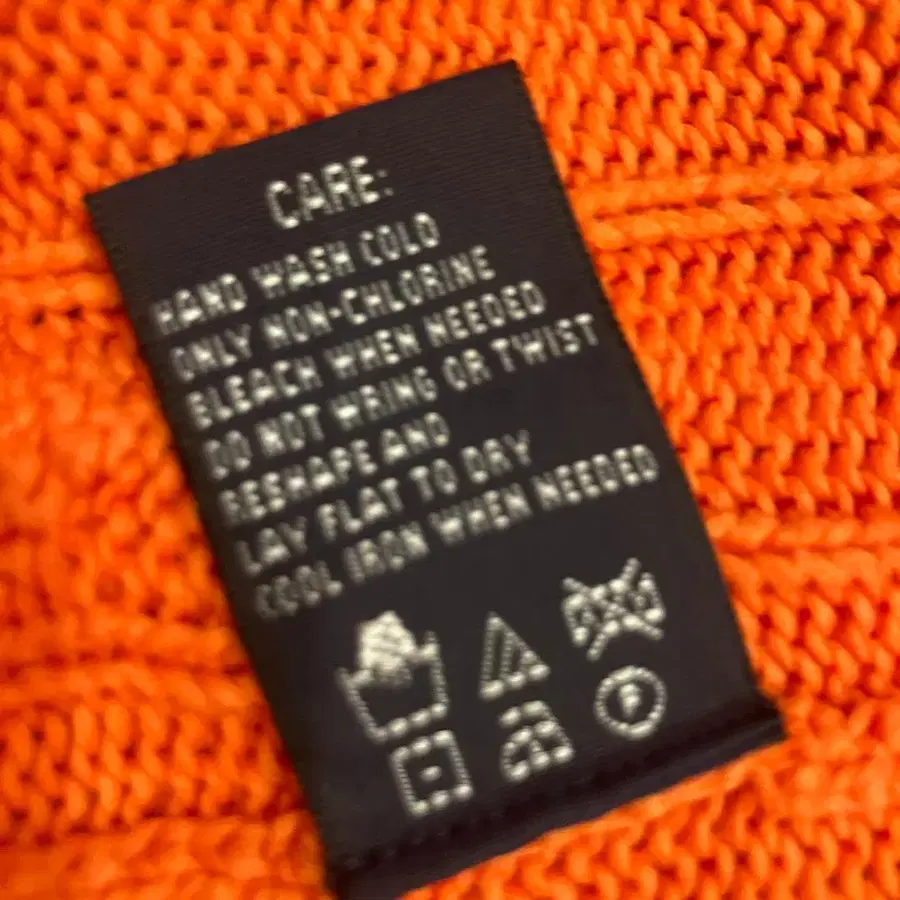 CARE:
HAND WASH COLD
ONLY NON-CHLORINE
BLEACH WHEN NEEDED
DO NOT WRING OR TWIST
RESHAPE AND
LAY FLAT TO DRY
COOL IRON WHEN NEEDED
P